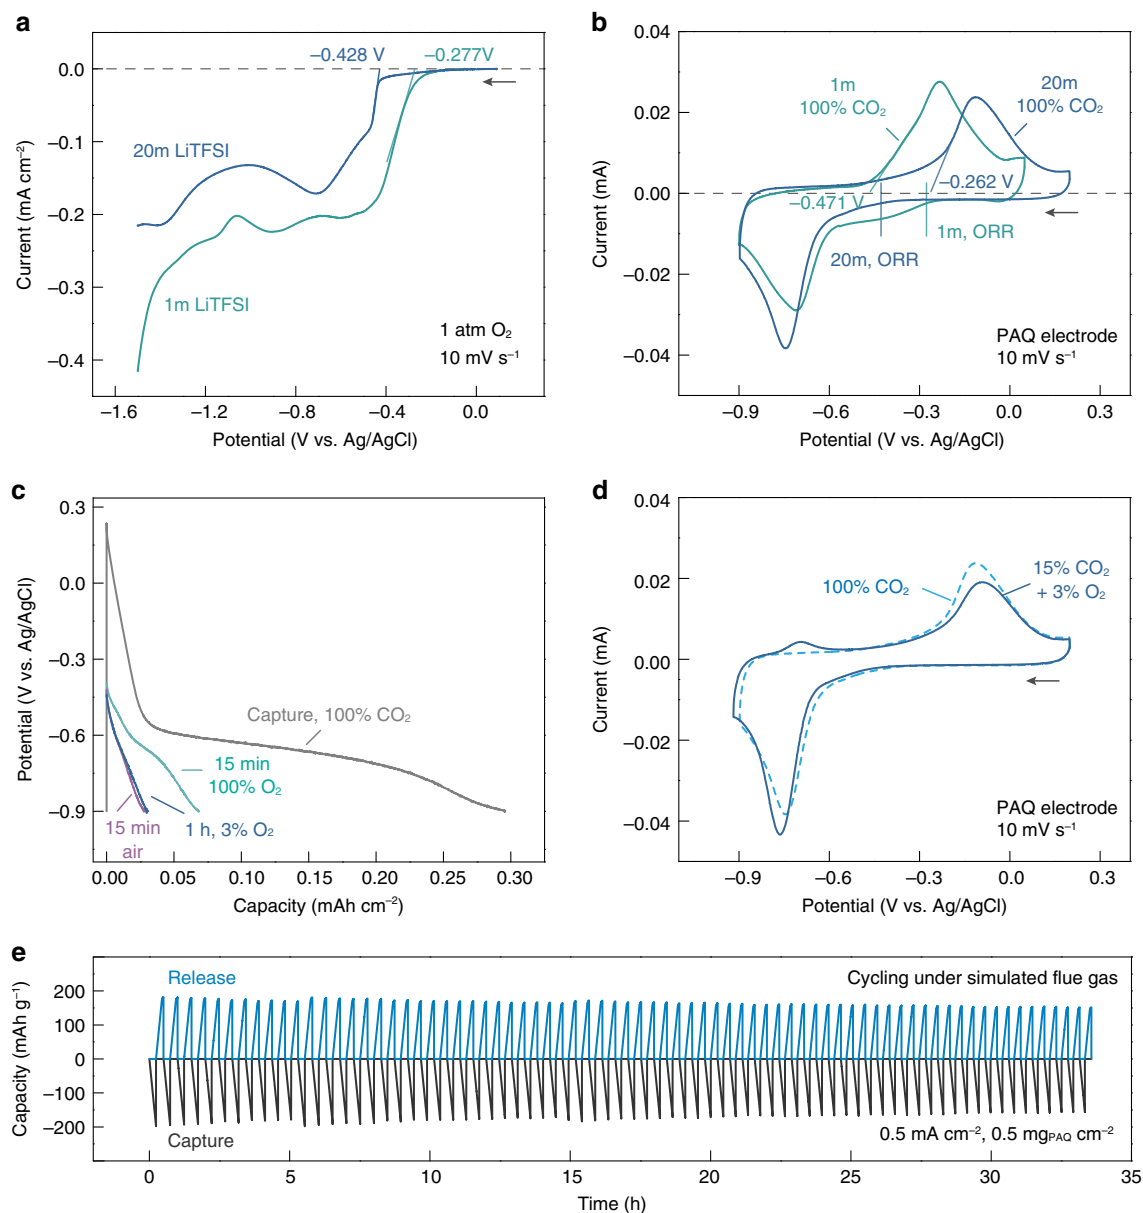 a
−0.428 V
−0.277V
0.0
−0.1
−0.2
−0.3
−0.4
20m LiTFSI
1m LiTFSI
1 atm O₂
10 mV s⁻¹
Current (mA cm⁻²)
−1.6
−1.2
−0.8
−0.4
0.0
Potential (V vs. Ag/AgCl)
b
0.04
0.02
0.00
−0.02
−0.04
1m
100% CO₂
20m
100% CO₂
−0.262 V
−0.471 V
1m, ORR
20m, ORR
PAQ electrode
10 mV s⁻¹
Current (mA)
−0.9
−0.6
−0.3
0.0
0.3
Potential (V vs. Ag/AgCl)
c
0.3
0.0
−0.3
−0.6
−0.9
Capture, 100% CO₂
15 min
100% O₂
1 h, 3% O₂
15 min
air
Potential (V vs. Ag/AgCl)
0.00
0.05
0.10
0.15
0.20
0.25
0.30
Capacity (mAh cm⁻²)
d
0.04
0.02
0.00
−0.02
−0.04
100% CO₂
15% CO₂
+ 3% O₂
PAQ electrode
10 mV s⁻¹
Current (mA)
−0.9
−0.6
−0.3
0.0
0.3
Potential (V vs. Ag/AgCl)
e
Release
Cycling under simulated flue gas
200
100
0
−100
−200
Capture
0.5 mA cm⁻², 0.5 mg_PAQ cm⁻²
Capacity (mAh g⁻¹)
0
5
10
15
20
25
30
35
Time (h)